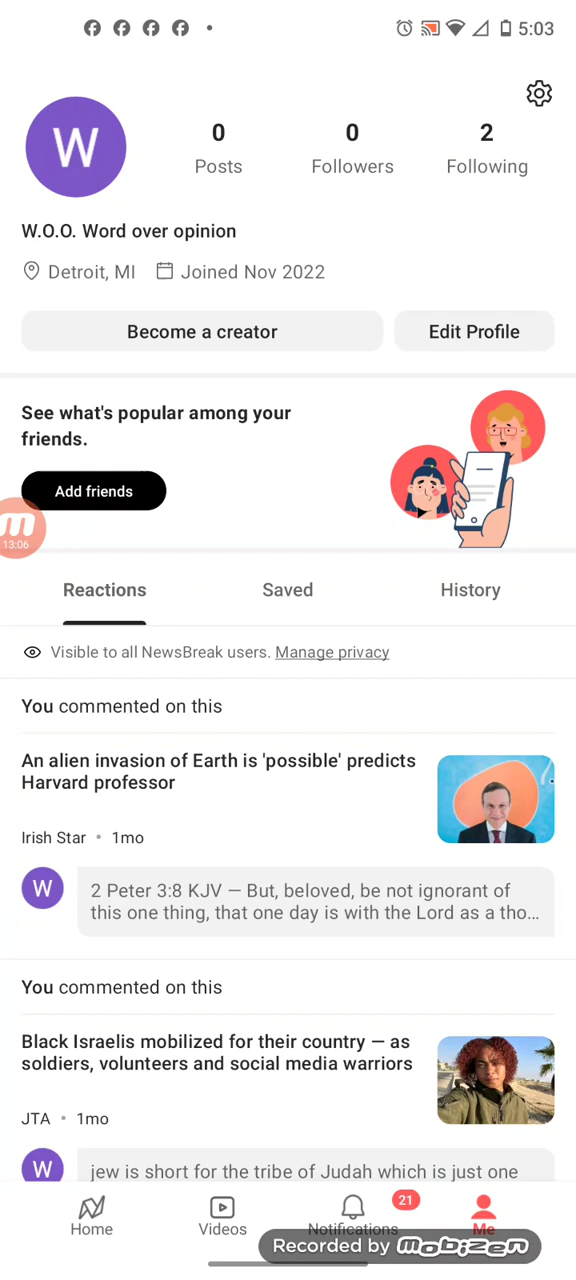 5:03
W
0
0
2
Posts
Followers
Following
W.O.O. Word over opinion
Detroit, MI
Joined Nov 2022
Become a creator
Edit Profile
See what's popular among your
friends.
Add friends
m
13:06
Reactions
Saved
History
Visible to all NewsBreak users. Manage privacy
You commented on this
An alien invasion of Earth is 'possible' predicts
Harvard professor
Irish Star • 1mo
W
2 Peter 3:8 KJV — But, beloved, be not ignorant of
this one thing, that one day is with the Lord as a tho...
You commented on this
Black Israelis mobilized for their country — as
soldiers, volunteers and social media warriors
JTA • 1mo
W
jew is short for the tribe of Judah which is just one
21
Home
Videos
Notifications
Me
Recorded by mobizen